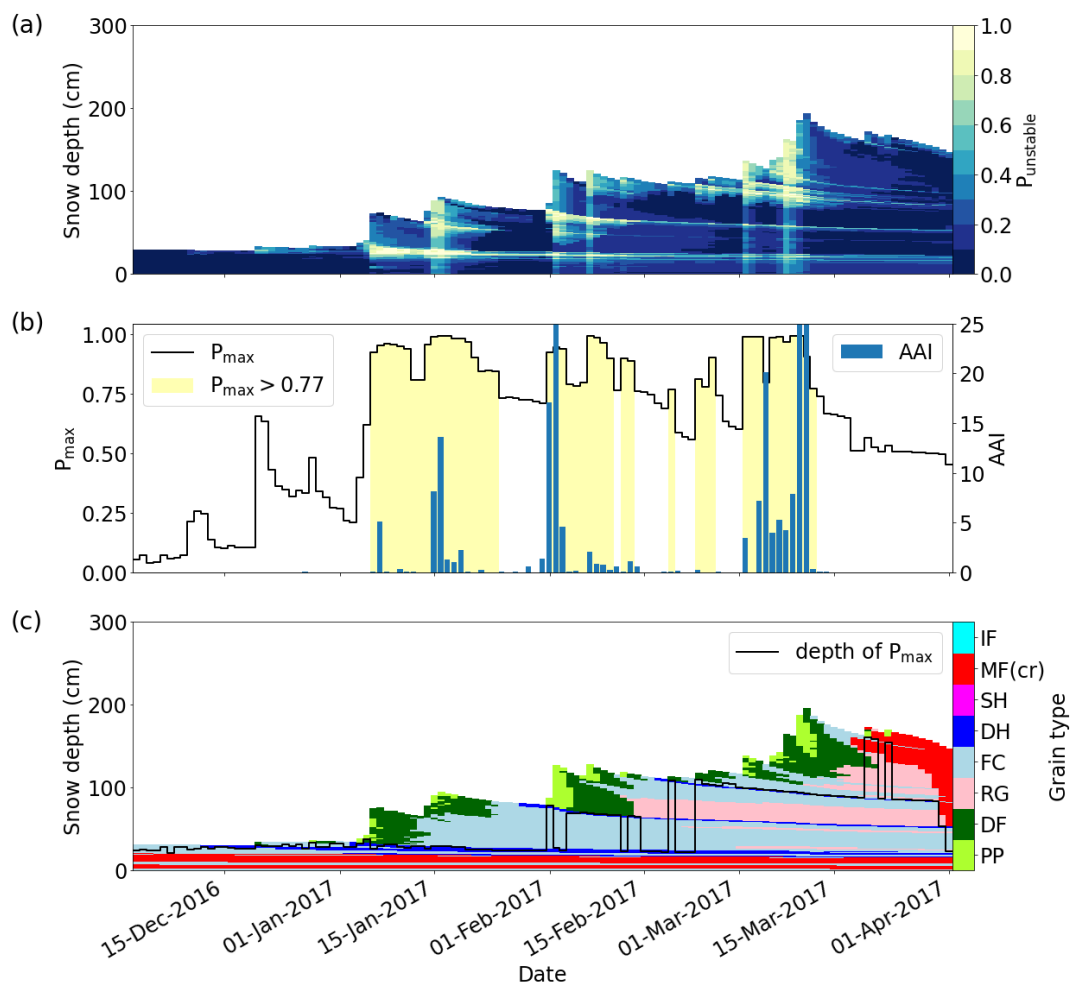 (a)
300
200
100
0
Snow depth (cm)
1.0
0.8
0.6
0.4
0.2
0.0
P_unstable
(b)
1.00
0.75
0.50
0.25
0.00
P_max
P_max
P_max > 0.77
AAI
25
20
15
10
5
0
AAI
(c)
300
200
100
0
Snow depth (cm)
depth of P_max
IF
MF(cr)
SH
DH
FC
RG
DF
PP
Grain type
15-Dec-2016
01-Jan-2017
15-Jan-2017
01-Feb-2017
15-Feb-2017
01-Mar-2017
15-Mar-2017
01-Apr-2017
Date